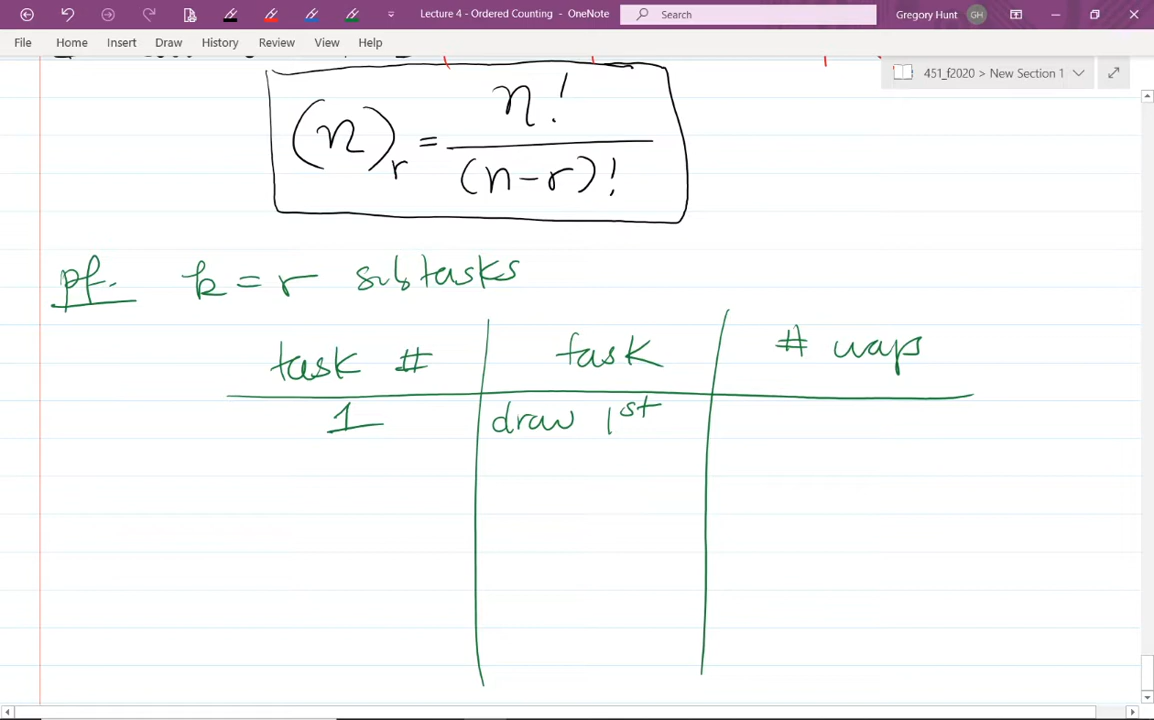 Lecture 4 - Ordered Counting - OneNote
Search
Gregory Hunt
GH
File Home Insert Draw History Review View Help
451_f2020 > New Section 1
(n)r = n! / (n-r)!
pf. k = r subtasks
task # task # ways
1 draw 1st